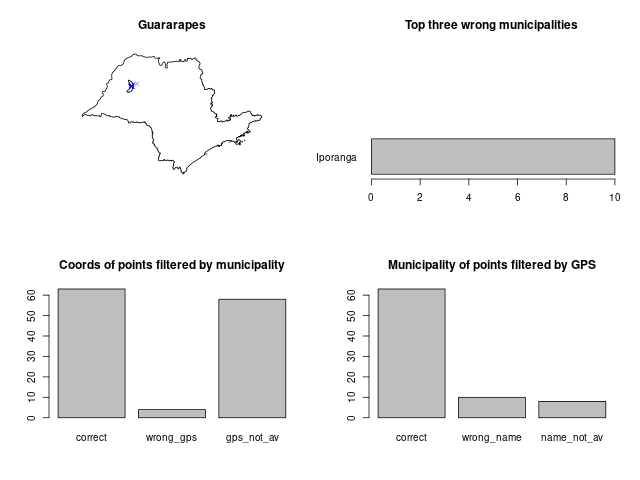 Guararapes
Top three wrong municipalities
Iporanga
0 2 4 6 8 10
Coords of points filtered by municipality
0 10 20 30 40 50 60
correct wrong_gps gps_not_av
Municipality of points filtered by GPS
0 10 20 30 40 50 60
correct wrong_name name_not_av